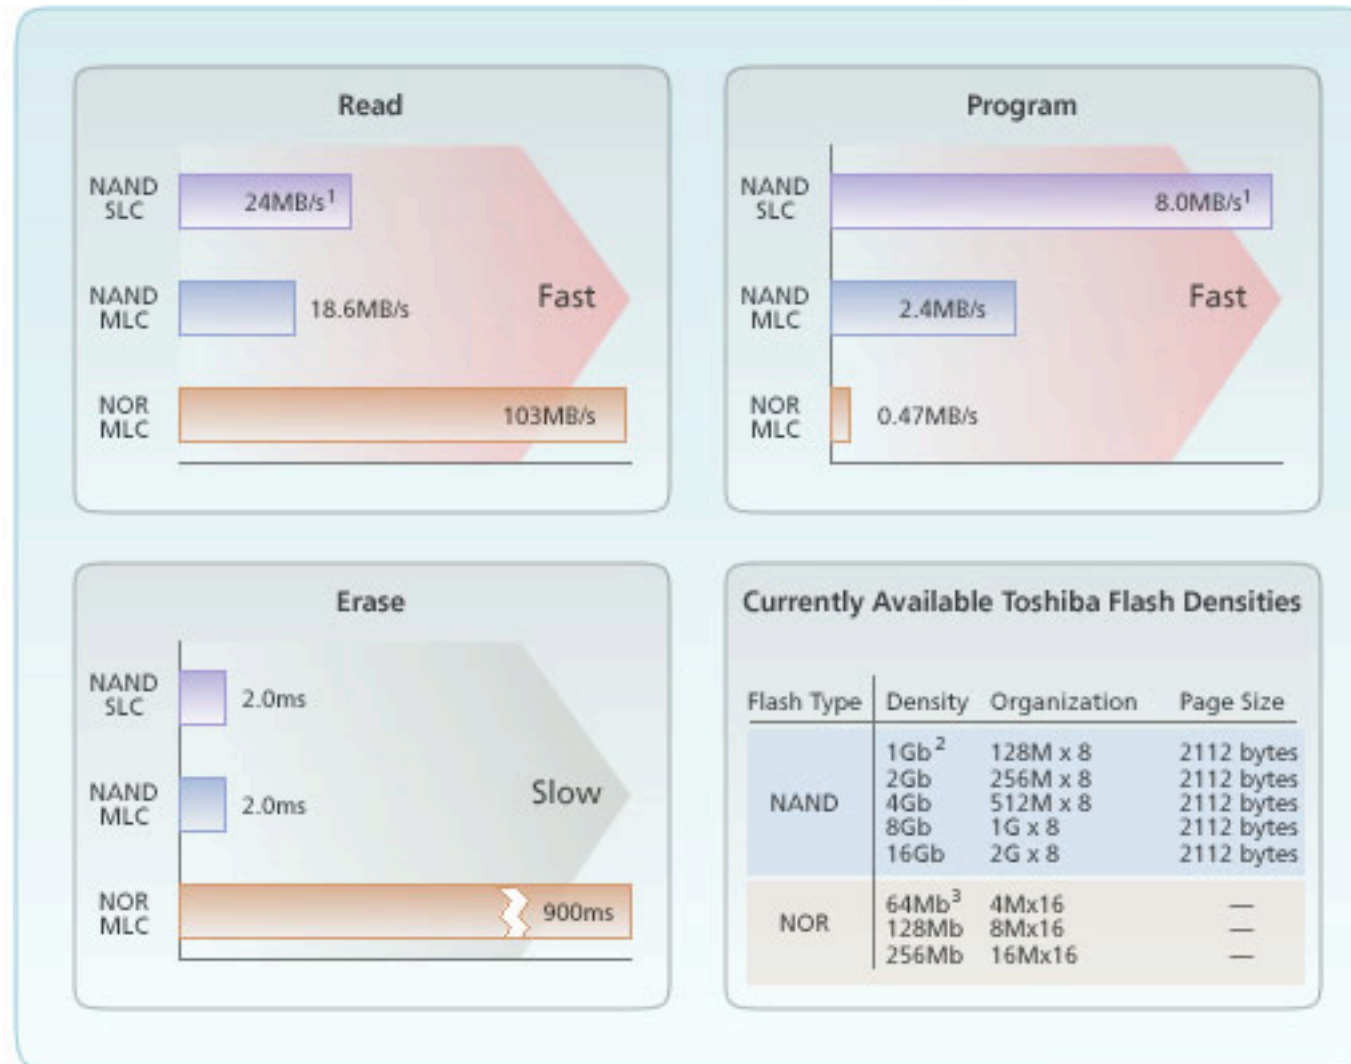 Read
NAND
SLC
24MB/s¹
NAND
MLC
18.6MB/s
Fast
NOR
MLC
103MB/s
Program
NAND
SLC
8.0MB/s¹
NAND
MLC
2.4MB/s
Fast
NOR
MLC
0.47MB/s
Erase
NAND
SLC
2.0ms
NAND
MLC
2.0ms
Slow
NOR
MLC
900ms
Currently Available Toshiba Flash Densities
Flash Type Density Organization Page Size
1Gb² 128M x 8 2112 bytes
2Gb 256M x 8 2112 bytes
NAND 4Gb 512M x 8 2112 bytes
8Gb 1G x 8 2112 bytes
16Gb 2G x 8 2112 bytes
64Mb³ 4Mx16 —
NOR 128Mb 8Mx16 —
256Mb 16Mx16 —